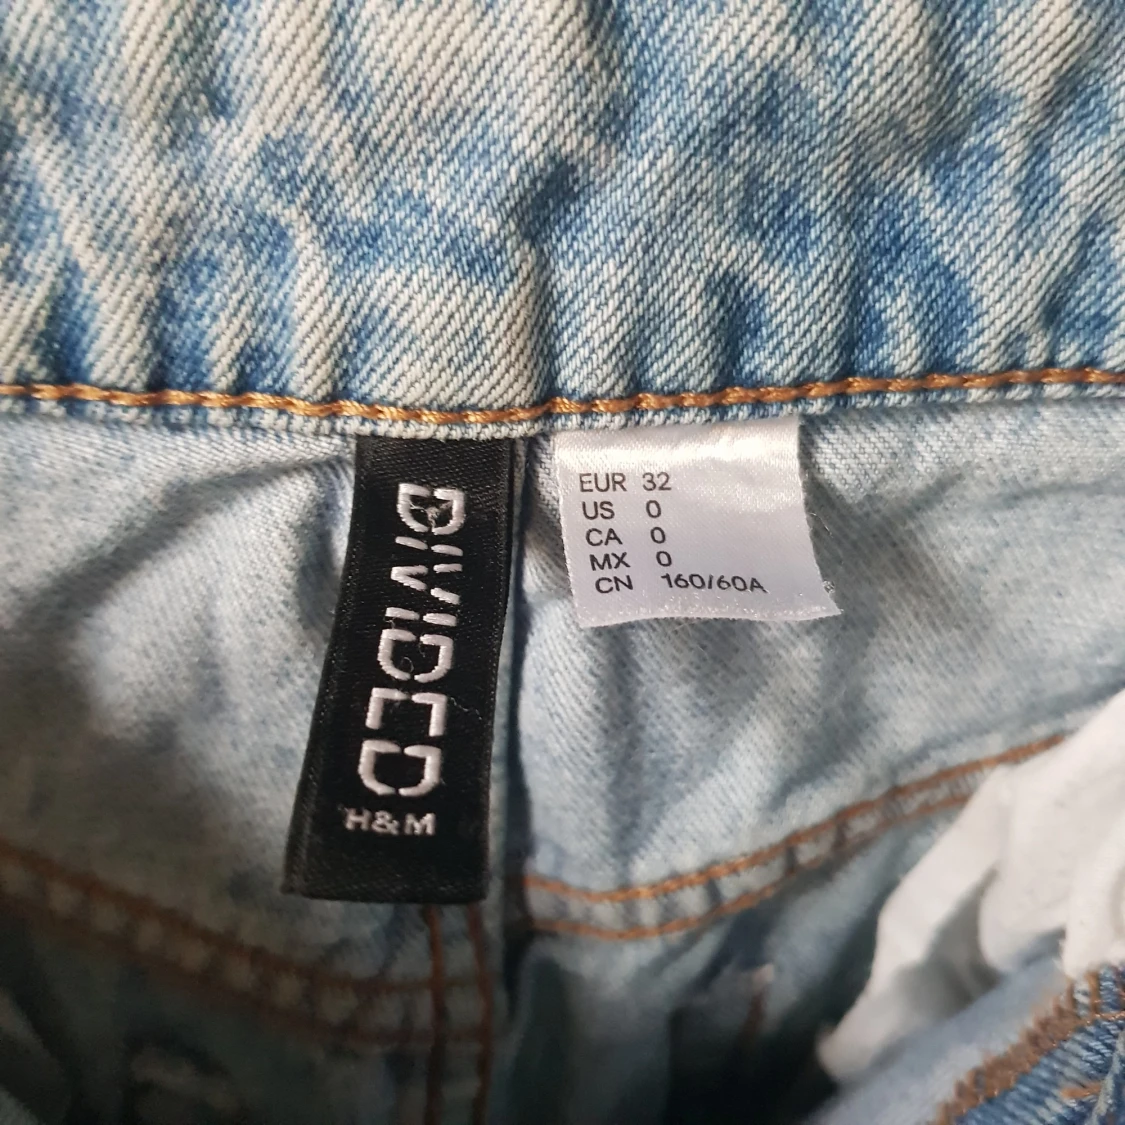 DIVIDED
H&M
EUR 32
US 0
CA 0
MX 0
CN 160/60A